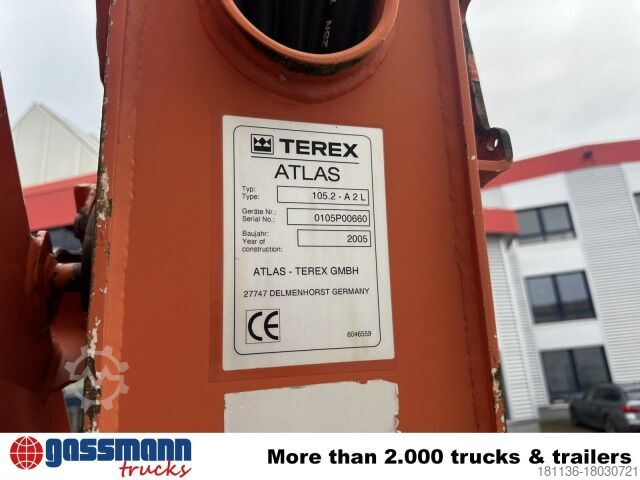 TEREX
ATLAS
Typ:
Type:
105.2 - A 2 L
Geräte Nr.:
Serial No.:
0105P00660
Baujahr:
Year of
construction:
2005
ATLAS - TEREX GMBH
27747 DELMENHORST GERMANY
CE
6046559
gassmann
trucks
More than 2.000 trucks & trailers
181136-18030721